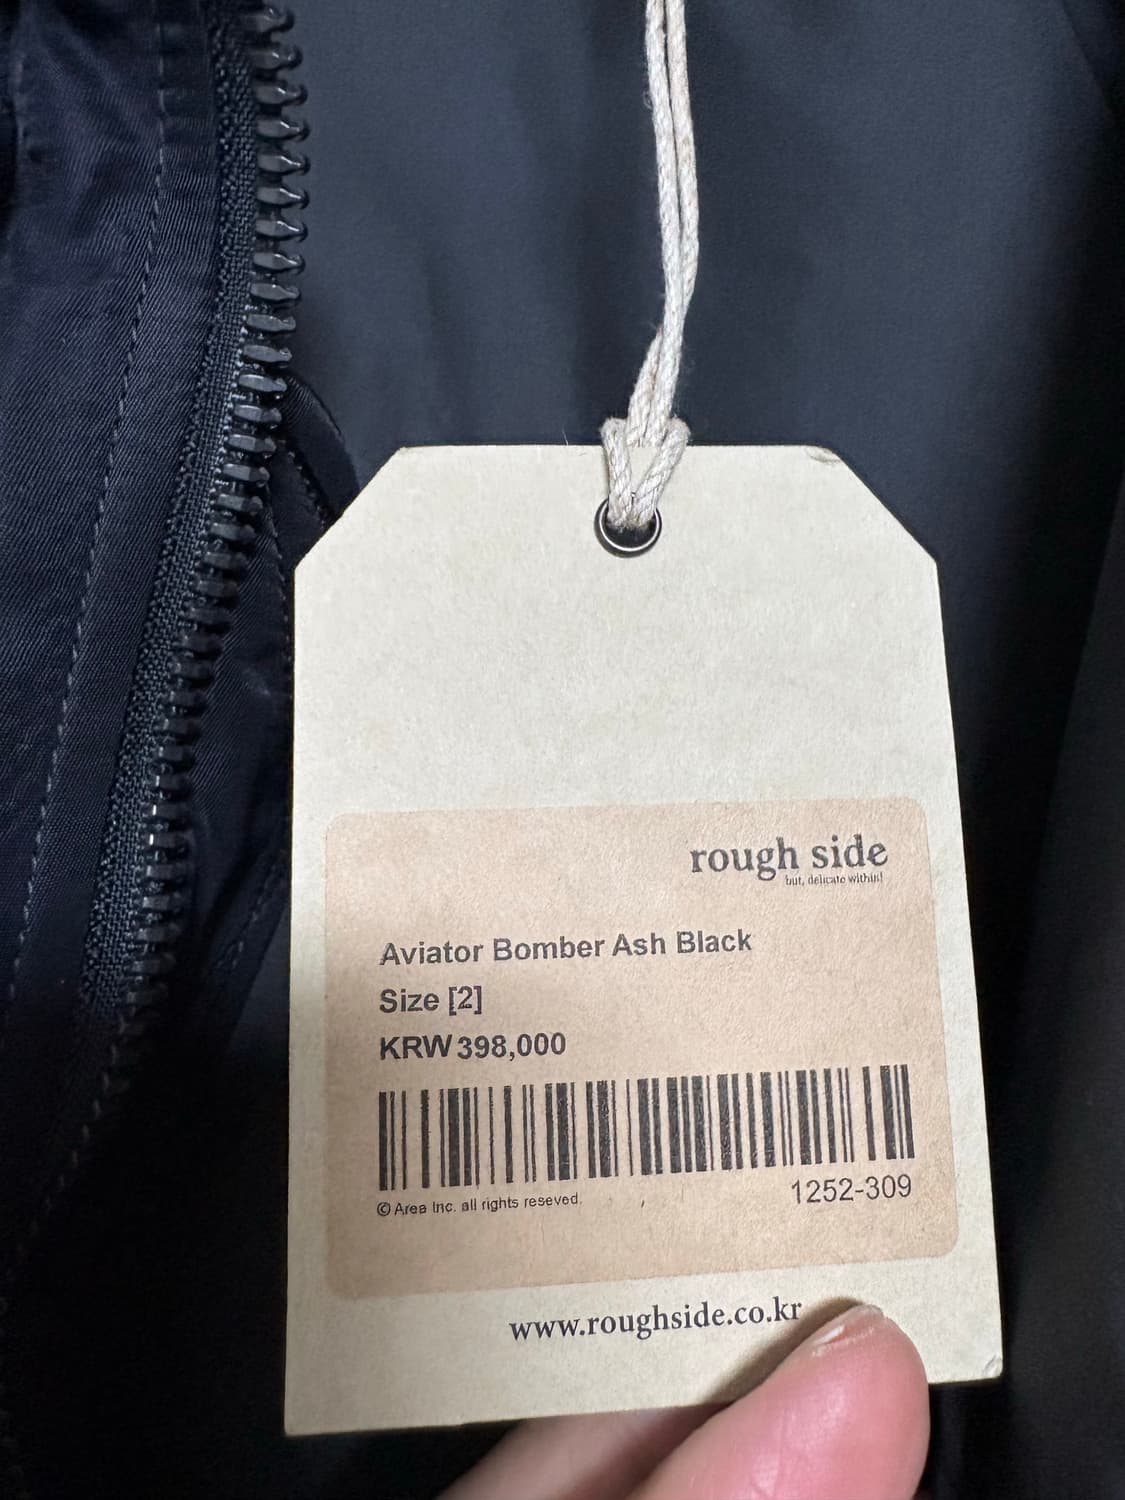 rough side
but, delicate within!
Aviator Bomber Ash Black
Size [2]
KRW 398,000
© Area Inc. all rights reseved.
1252-309
www.roughside.co.kr